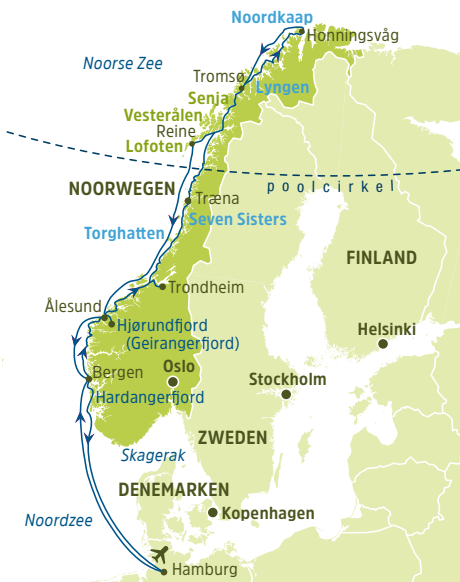 Noordkaap
Honningsvåg
Noorse Zee
Tromsø
Lyngen
Senja
Vesterålen
Reine
Lofoten
poolcirkel
NOORWEGEN
Træna
Seven Sisters
Torghatten
FINLAND
Trondheim
Ålesund
Hjørundfjord
(Geirangerfjord)
Helsinki
Oslo
Bergen
Stockholm
Hardangerfjord
ZWEDEN
Skagerak
DENEMARKEN
Kopenhagen
Noordzee
Hamburg